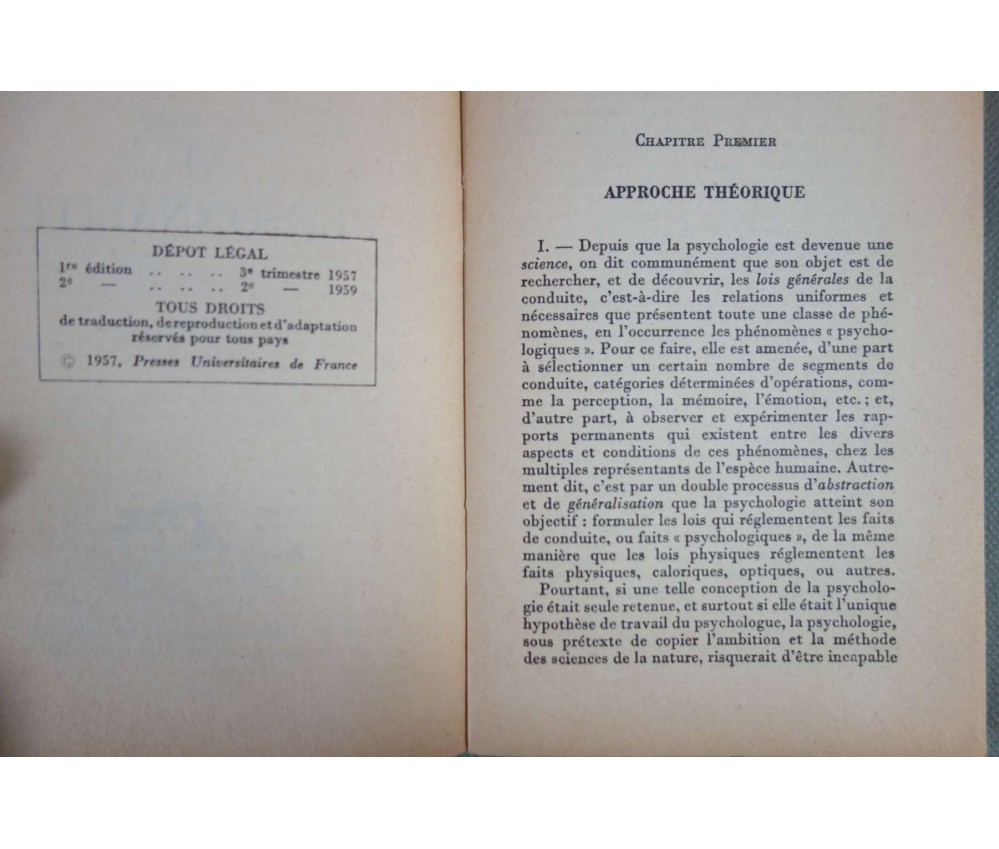 DÉPOT LÉGAL
1re édition .. .. .. 3e trimestre 1957
2e — .. .. .. 2e — 1959
TOUS DROITS
de traduction, de reproduction et d'adaptation
réservés pour tous pays
© 1957, Presses Universitaires de France
CHAPITRE PREMIER
APPROCHE THÉORIQUE
I. — Depuis que la psychologie est devenue une
science, on dit communément que son objet est de
rechercher, et de découvrir, les lois générales de la
conduite, c'est-à-dire les relations uniformes et
nécessaires que présentent toute une classe de phé-
nomènes, en l'occurrence les phénomènes « psycho-
logiques ». Pour ce faire, elle est amenée, d'une part
à sélectionner un certain nombre de segments de
conduite, catégories déterminées d'opérations, com-
me la perception, la mémoire, l'émotion, etc. ; et,
d'autre part, à observer et expérimenter les rap-
ports permanents qui existent entre les divers
aspects et conditions de ces phénomènes, chez les
multiples représentants de l'espèce humaine. Autre-
ment dit, c'est par un double processus d'abstraction
et de généralisation que la psychologie atteint son
objectif : formuler les lois qui réglementent les faits
de conduite, ou faits « psychologiques », de la même
manière que les lois physiques réglementent les
faits physiques, caloriques, optiques, ou autres.
Pourtant, si une telle conception de la psycholo-
gie était seule retenue, et surtout si elle était l'unique
hypothèse de travail du psychologue, la psychologie,
sous prétexte de copier l'ambition et la méthode
des sciences de la nature, risquerait d'être incapable